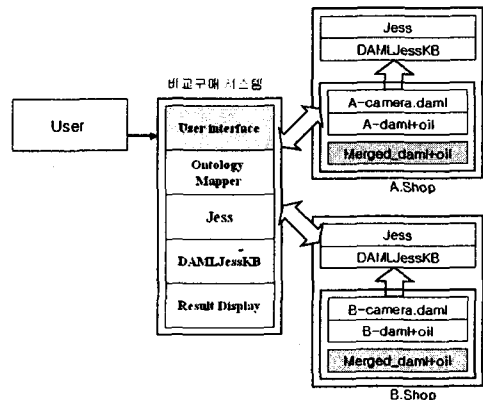 User
비교구매 시스템
User interface
Ontology
Mapper
Jess
DAMLJessKB
Result Display
Jess
DAMLJessKB
A-camera.daml
A-daml+oil
Merged_daml+oil
A.Shop
Jess
DAMLJessKB
B-camera.daml
B-daml+oil
Merged_daml+oil
B.Shop